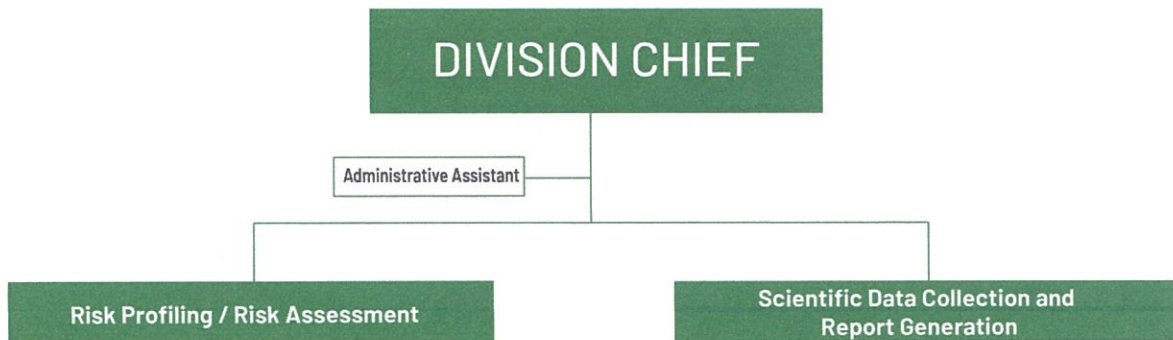 DIVISION CHIEF
Administrative Assistant
Risk Profiling / Risk Assessment
Scientific Data Collection and
Report Generation